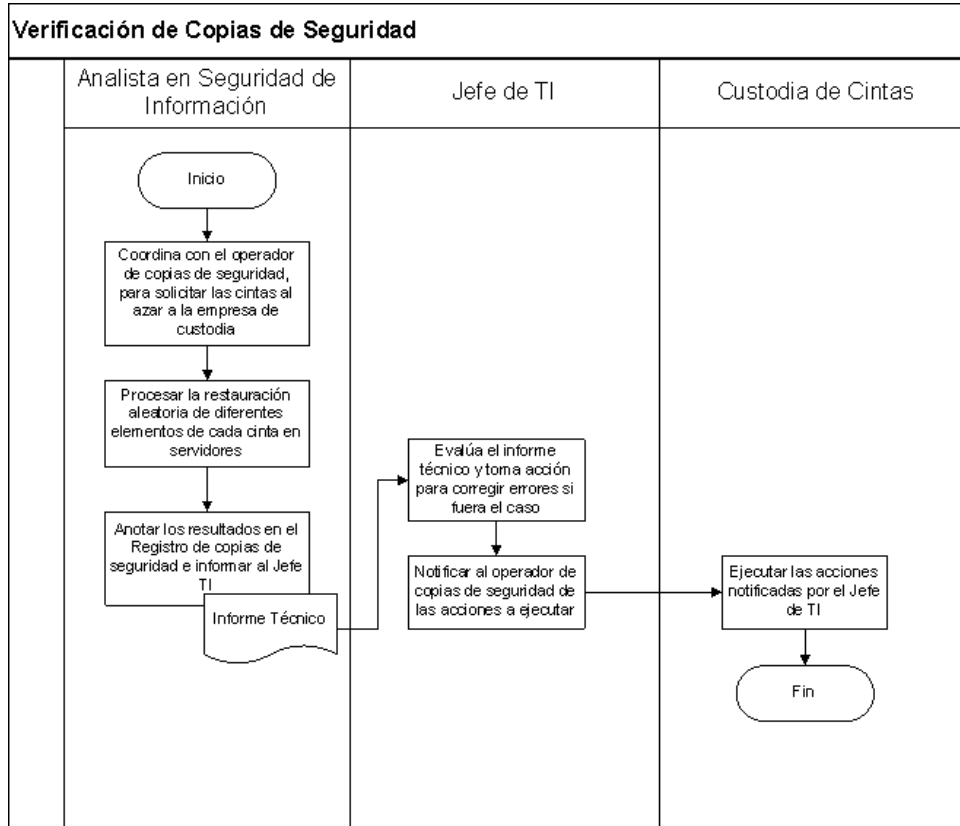 Verificación de Copias de Seguridad
Analista en Seguridad de
Información
Jefe de TI
Custodia de Cintas
Inicio
Coordina con el operador
de copias de seguridad,
para solicitar las cintas al
azar a la empresa de
custodia
Procesar la restauración
aleatoria de diferentes
elementos de cada cinta en
servidores
Anotar los resultados en el
Registro de copias de
seguridad e informar al Jefe
TI
Informe Técnico
Evalúa el informe
técnico y toma acción
para corregir errores si
fuera el caso
Notificar al operador de
copias de seguridad de
las acciones a ejecutar
Ejecutar las acciones
notificadas por el Jefe
de TI
Fin